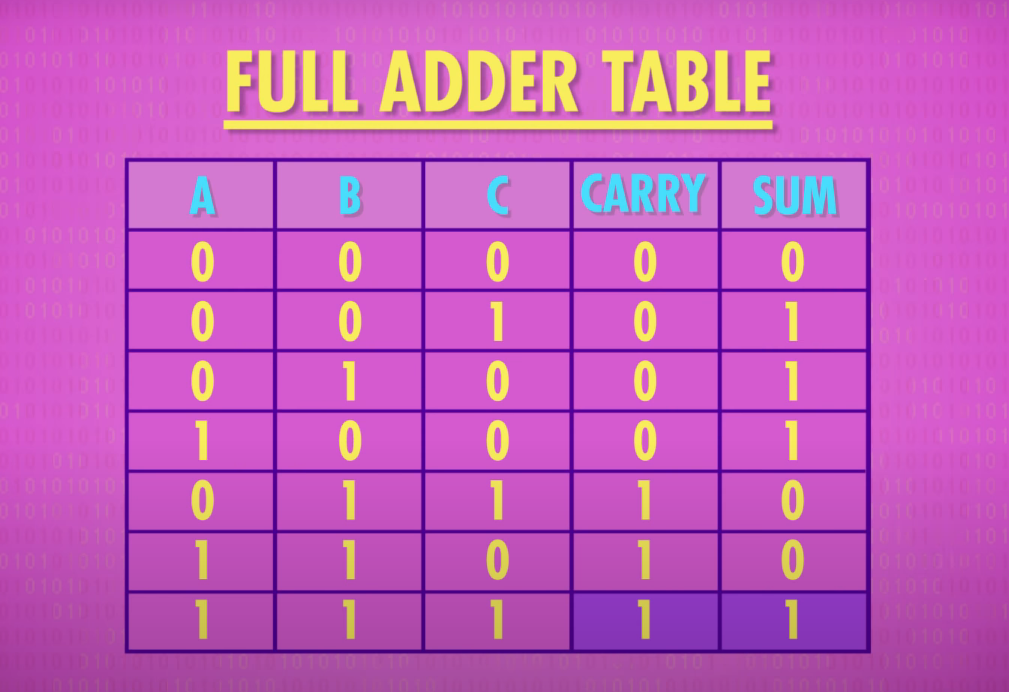 FULL ADDER TABLE
A B C CARRY SUM
0 0 0 0 0
0 0 1 0 1
0 1 0 0 1
1 0 0 0 1
0 1 1 1 0
1 1 0 1 0
1 1 1 1 1